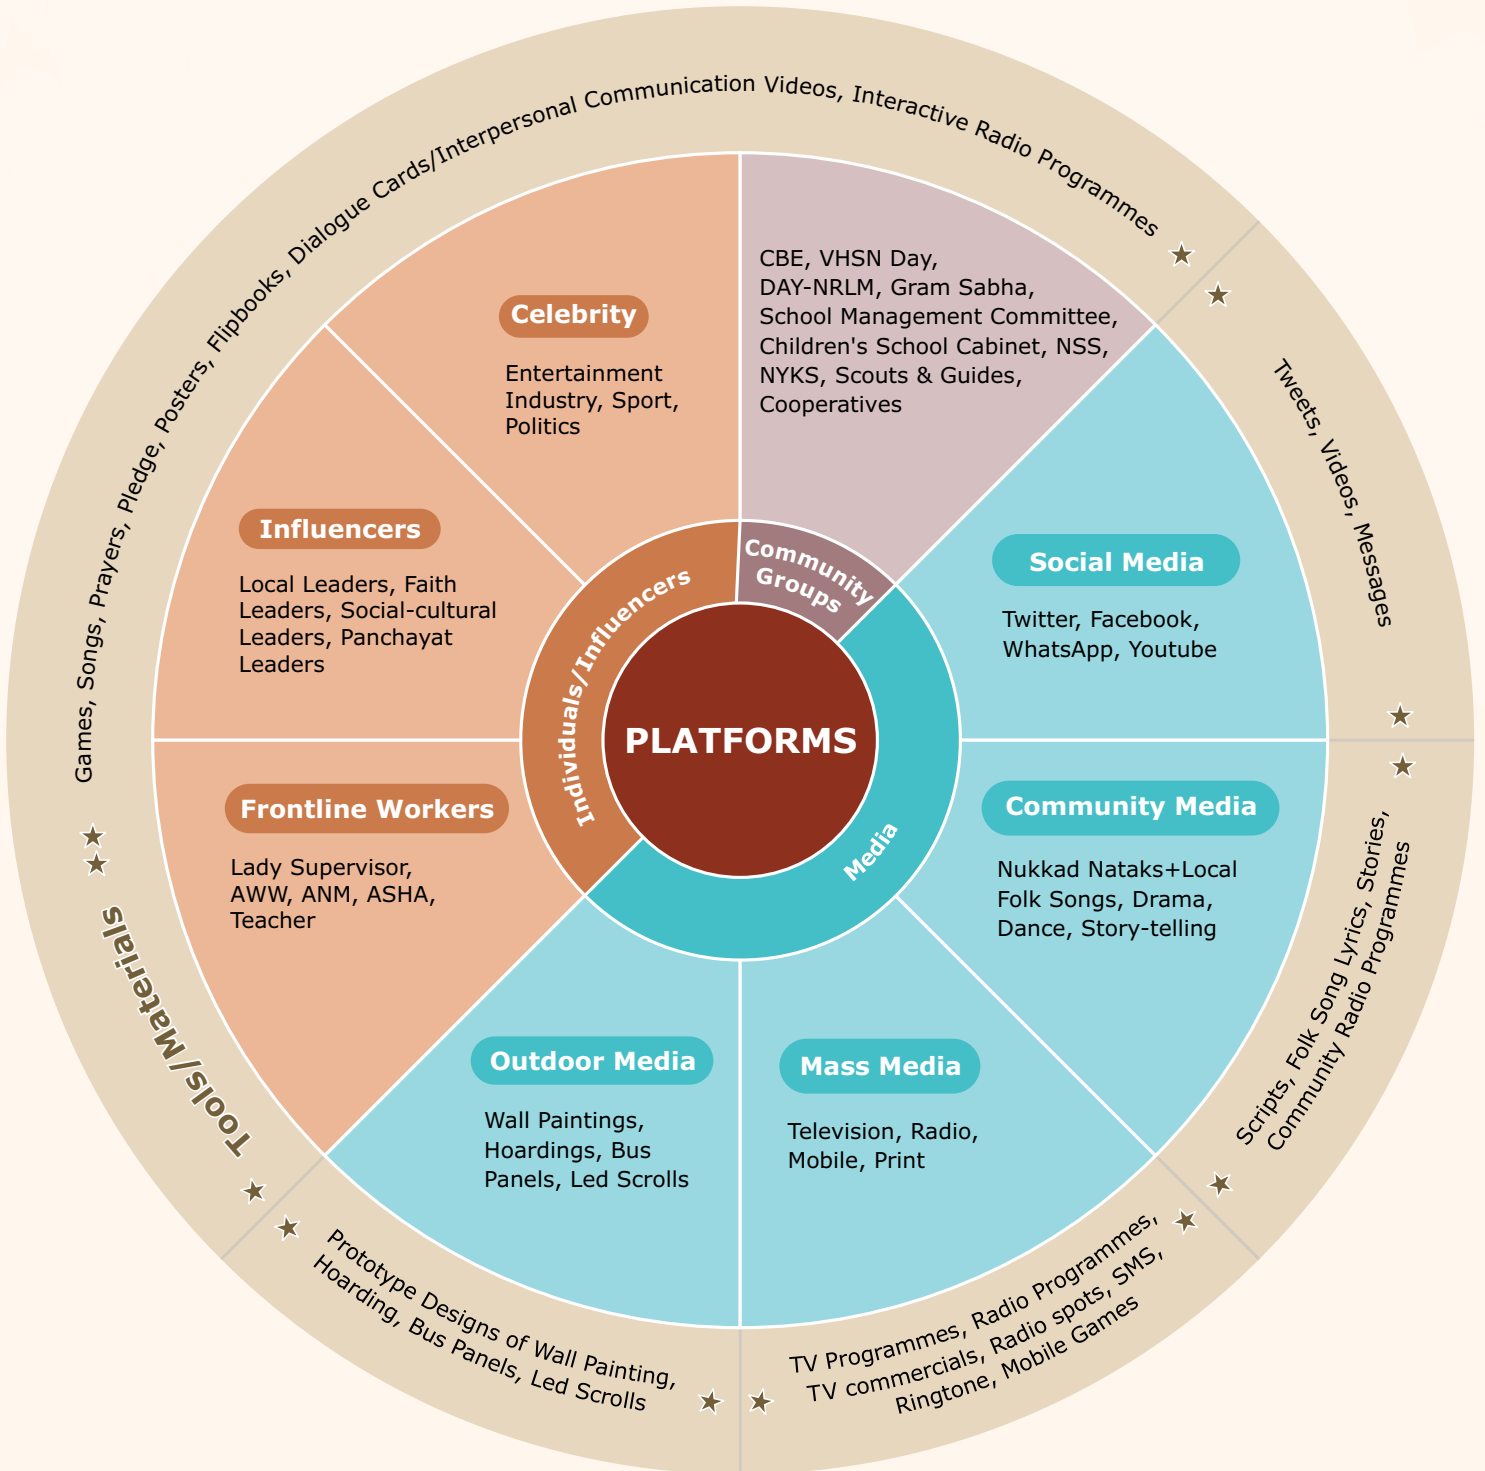 Games, Songs, Prayers, Pledge, Posters, Flipbooks, Dialogue Cards/Interpersonal Communication Videos, Interactive Radio Programmes
Celebrity
Entertainment
Industry, Sport,
Politics
CBE, VHSN Day,
DAY-NRLM, Gram Sabha,
School Management Committee,
Children's School Cabinet, NSS,
NYKS, Scouts & Guides,
Cooperatives
Tweets, Videos, Messages
Influencers
Local Leaders, Faith
Leaders, Social-cultural
Leaders, Panchayat
Leaders
Individuals/Influencers
Community
Groups
Social Media
Twitter, Facebook,
WhatsApp, Youtube
PLATFORMS
Media
Frontline Workers
Lady Supervisor,
AWW, ANM, ASHA,
Teacher
Community Media
Nukkad Nataks+Local
Folk Songs, Drama,
Dance, Story-telling
Scripts, Folk Song Lyrics, Stories,
Community Radio Programmes
Tools/Materials
Outdoor Media
Wall Paintings,
Hoardings, Bus
Panels, Led Scrolls
Mass Media
Television, Radio,
Mobile, Print
Prototype Designs of Wall Painting,
Hoarding, Bus Panels, Led Scrolls
TV Programmes, Radio Programmes,
TV commercials, Radio spots, SMS,
Ringtone, Mobile Games